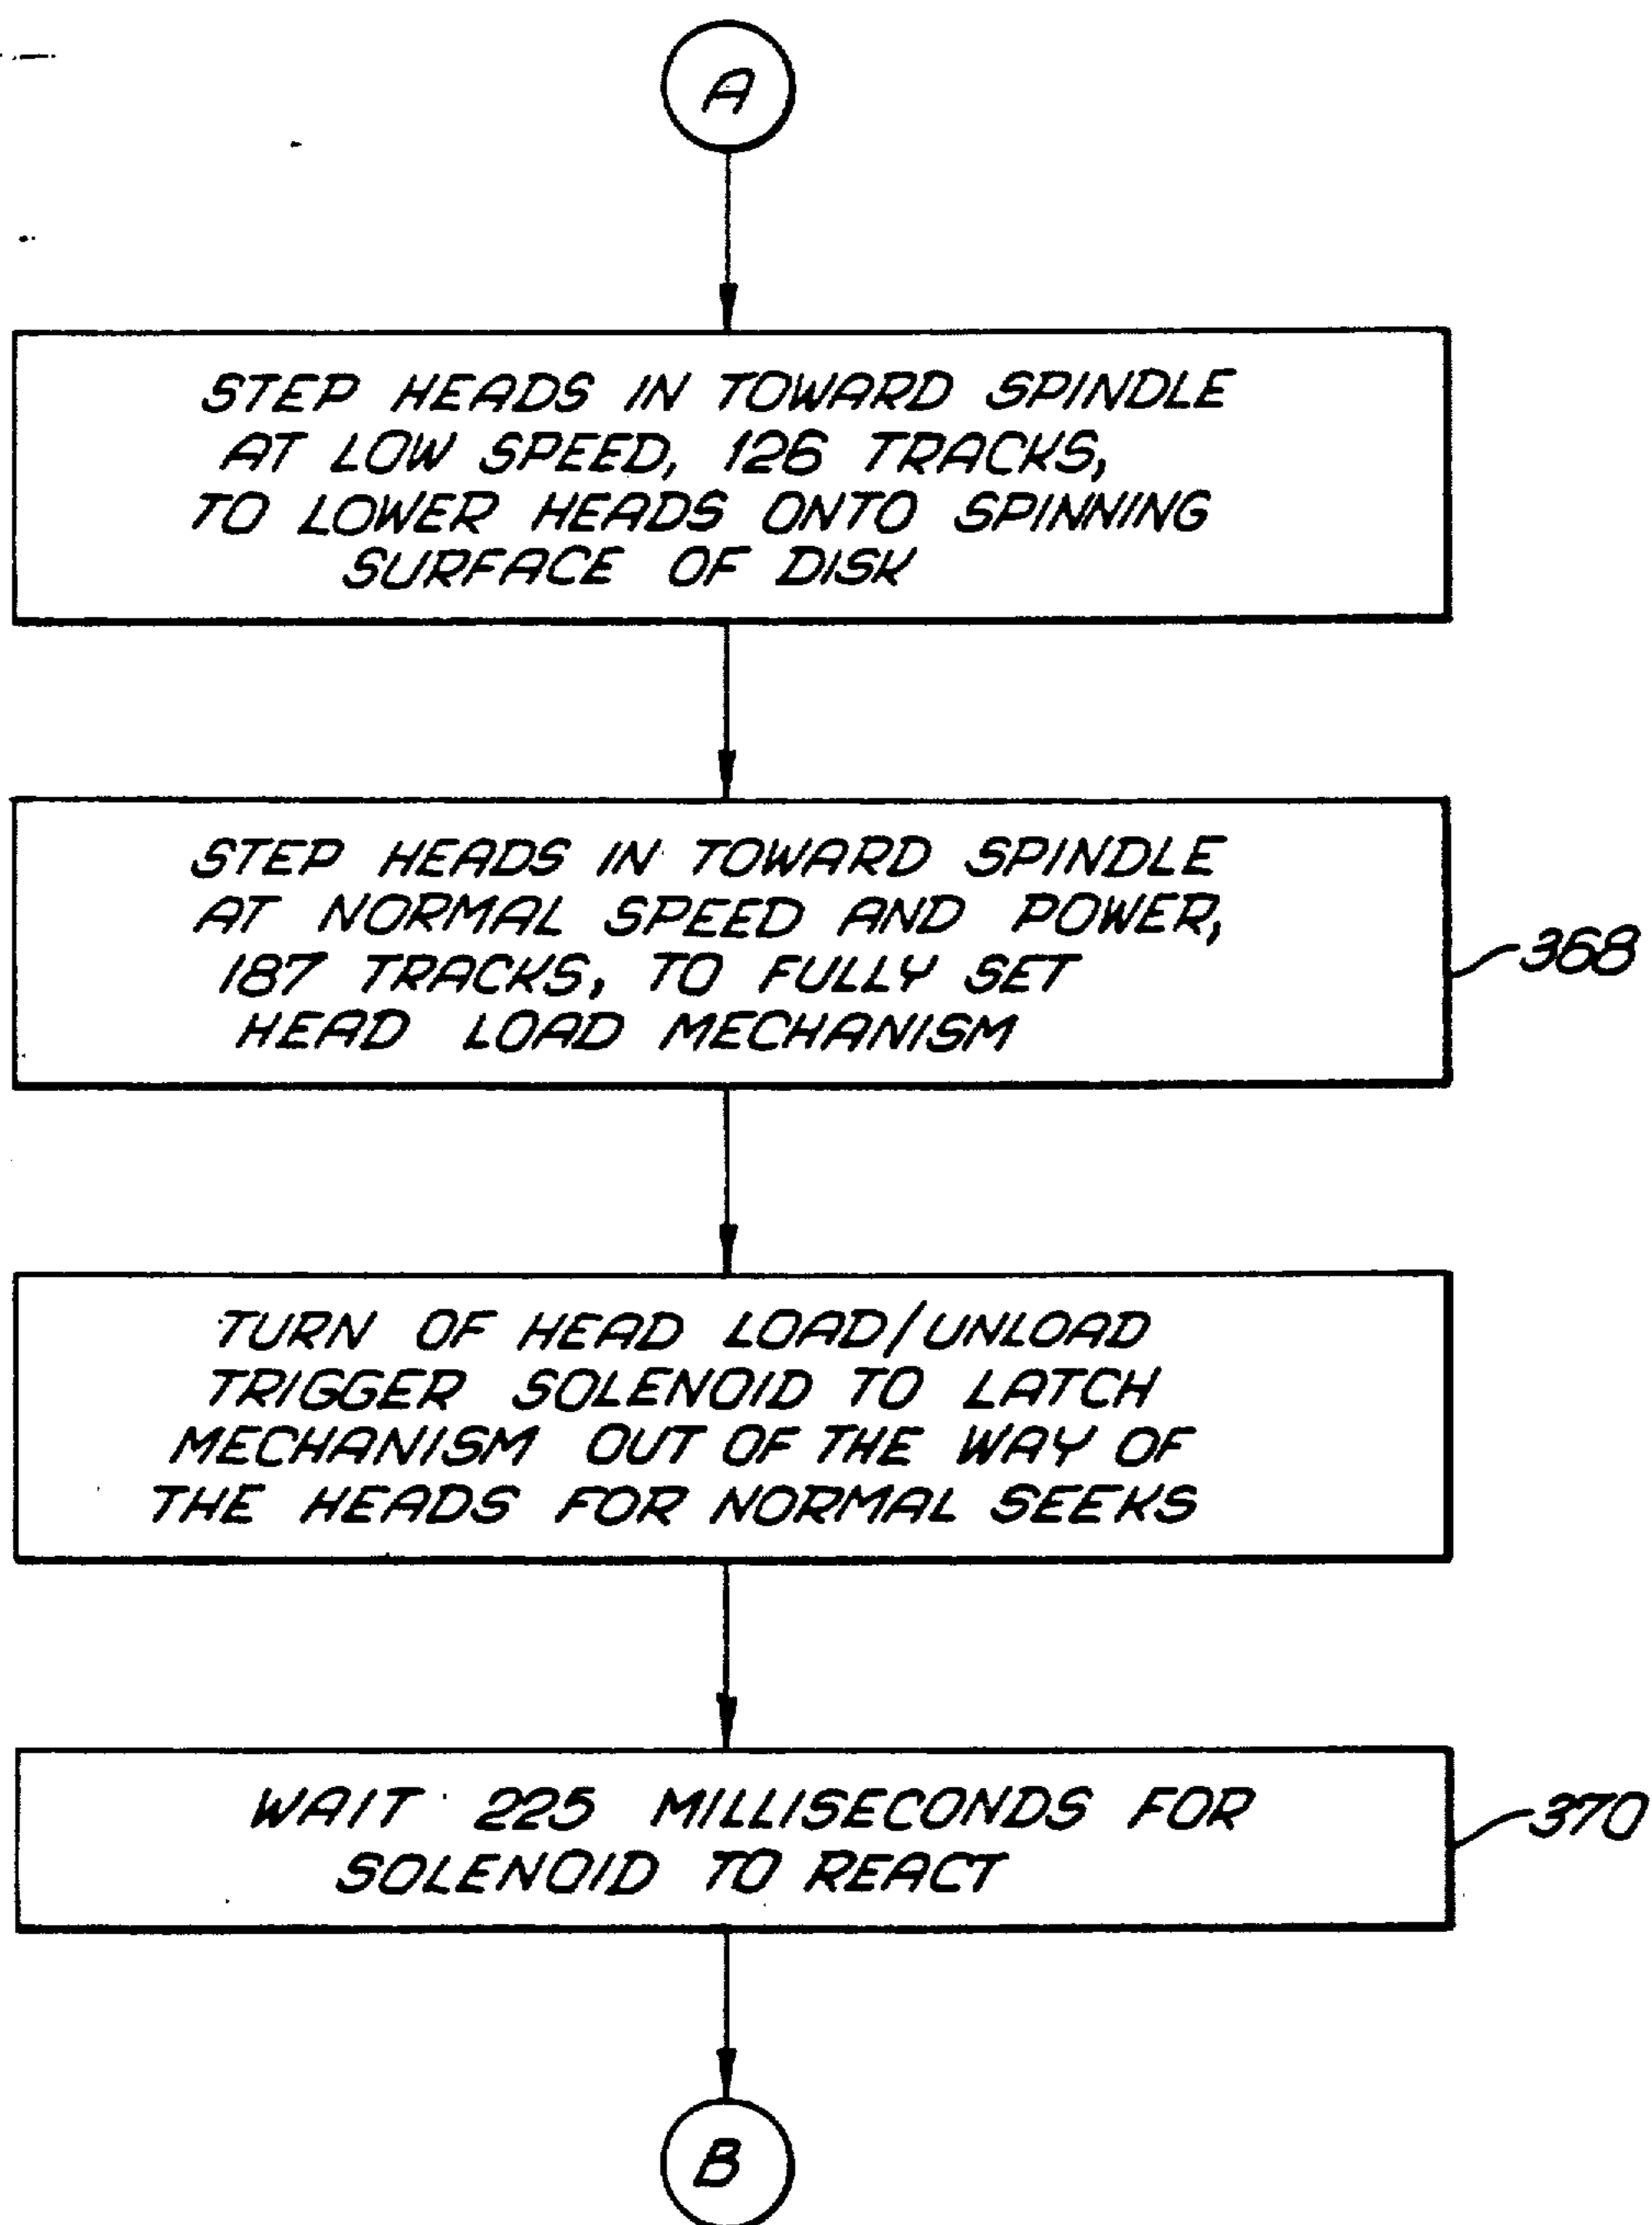 A
STEP HEADS IN TOWARD SPINDLE
AT LOW SPEED, 126 TRACKS,
TO LOWER HEADS ONTO SPINNING
SURFACE OF DISK
STEP HEADS IN TOWARD SPINDLE
AT NORMAL SPEED AND POWER,
187 TRACKS, TO FULLY SET
HEAD LOAD MECHANISM
368
TURN OF HEAD LOAD/UNLOAD
TRIGGER SOLENOID TO LATCH
MECHANISM OUT OF THE WAY OF
THE HEADS FOR NORMAL SEEKS
WAIT 225 MILLISECONDS FOR
SOLENOID TO REACT
370
B